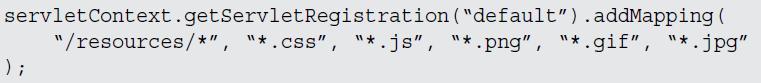 servletContext.getServletRegistration(“default”).addMapping(
“/resources/*”, “*.css”, “*.js”, “*.png”, “*.gif”, “*.jpg”
);